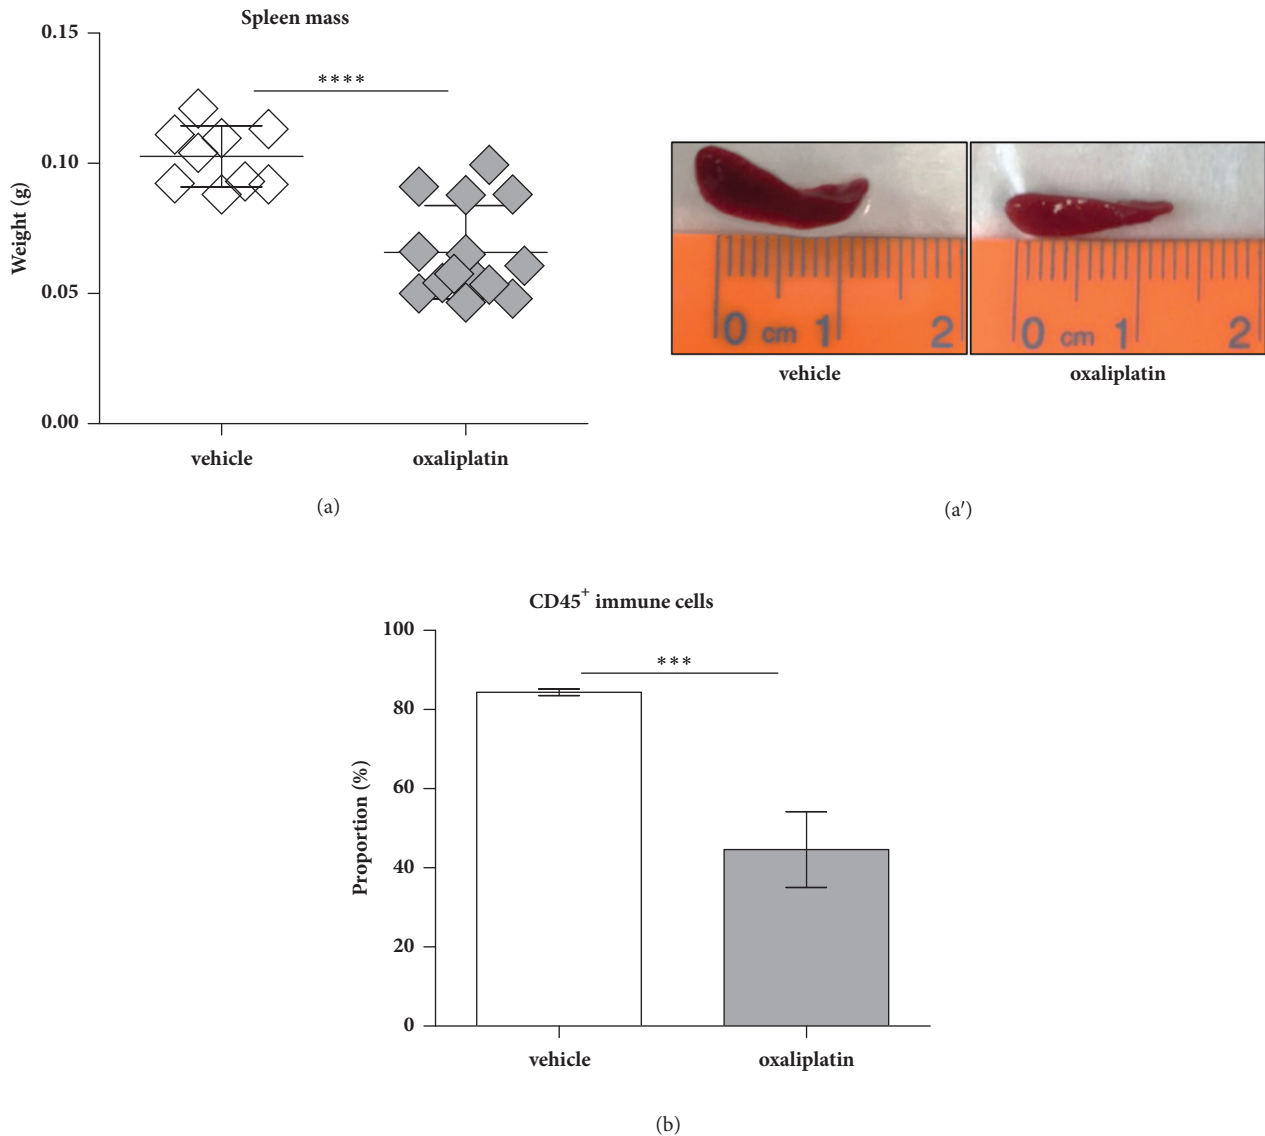 Spleen mass
0.15
****
0.10
Weight (g)
0.05
0.00
vehicle
oxaliplatin
(a)
0 cm 1 2
0 cm 1 2
vehicle
oxaliplatin
(a′)
CD45+ immune cells
100
***
80
60
Proportion (%)
40
20
0
vehicle
oxaliplatin
(b)